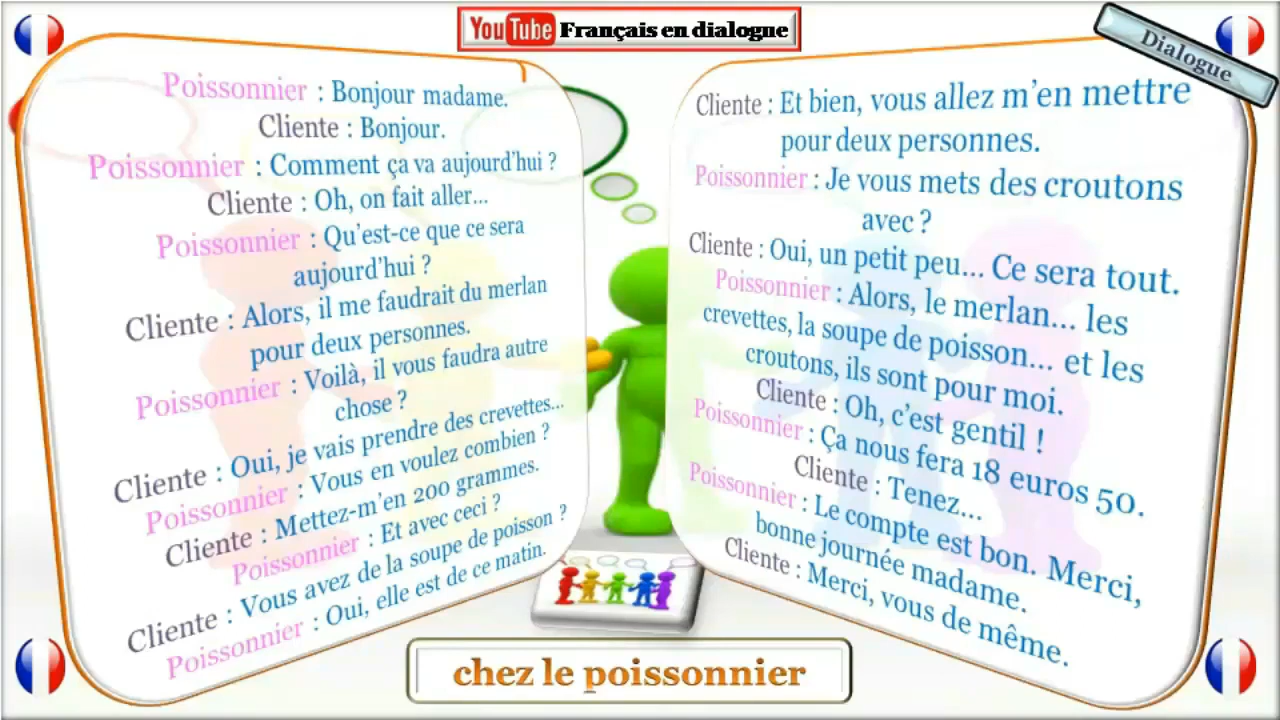 YouTube Français en dialogue
Dialogue
Poissonnier : Bonjour madame.
Cliente : Bonjour.
Poissonnier : Comment ça va aujourd'hui ?
Cliente : Oh, on fait aller...
Poissonnier : Qu'est-ce que ce sera
aujourd'hui ?
Cliente : Alors, il me faudrait du merlan
pour deux personnes.
Poissonnier : Voilà, il vous faudra autre
chose ?
Cliente : Oui, je vais prendre des crevettes...
Poissonnier : Vous en voulez combien ?
Cliente : Mettez-m'en 200 grammes.
Poissonnier : Et avec ceci ?
Cliente : Vous avez de la soupe de poisson ?
Poissonnier : Oui, elle est de ce matin.
Cliente : Et bien, vous allez m'en mettre
pour deux personnes.
Poissonnier : Je vous mets des croutons
avec ?
Cliente : Oui, un petit peu... Ce sera tout.
Poissonnier : Alors, le merlan... les
crevettes, la soupe de poisson... et les
croutons, ils sont pour moi.
Cliente : Oh, c'est gentil !
Poissonnier : Ça nous fera 18 euros 50.
Cliente : Tenez...
Poissonnier : Le compte est bon. Merci,
bonne journée madame.
Cliente : Merci, vous de même.
chez le poissonnier